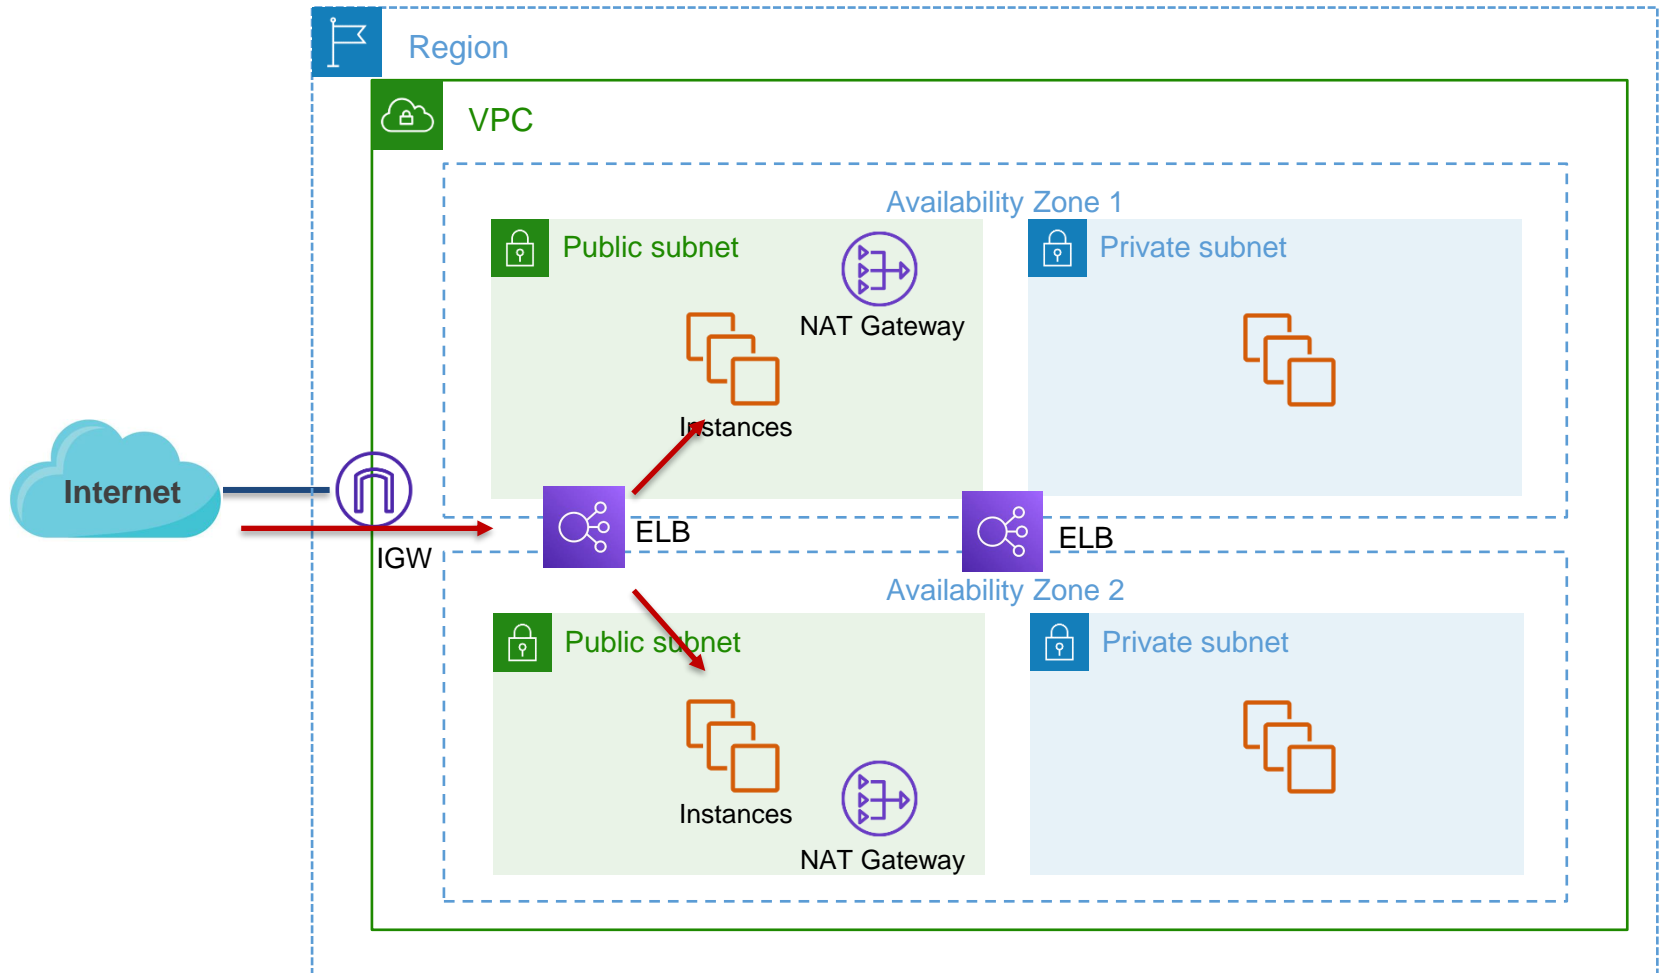 Region
VPC
Availability Zone 1
Public subnet
Private subnet
NAT Gateway
Instances
Internet
ELB
ELB
IGW
Availability Zone 2
Public subnet
Private subnet
Instances
NAT Gateway